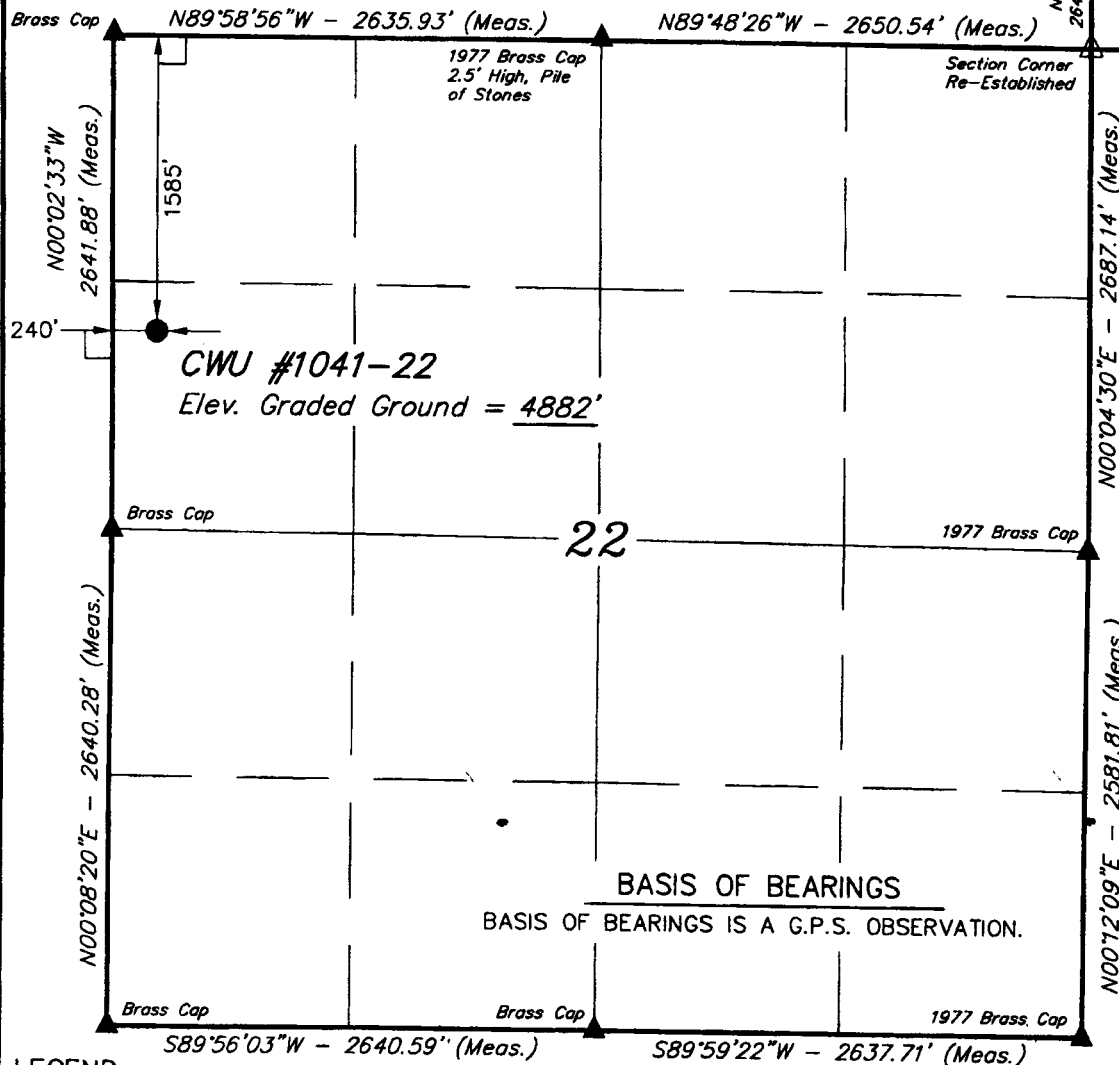 Brass Cap
N89°58'56"W - 2635.93' (Meas.)
N89°48'26"W - 2650.54' (Meas.)
1977 Brass Cap
2.5' High, Pile
of Stones
Section Corner
Re-Established
N00°02'33"W
2641.88' (Meas.)
1585'
N00°04'30"E - 2687.14' (Meas.)
240'
CWU #1041-22
Elev. Graded Ground = 4882'
Brass Cap
22
1977 Brass Cap
N00°08'20"E - 2640.28' (Meas.)
N00°12'09"E - 2581.81' (Meas.)
BASIS OF BEARINGS
BASIS OF BEARINGS IS A G.P.S. OBSERVATION.
Brass Cap
Brass Cap
1977 Brass Cap
S89°56'03"W - 2640.59' (Meas.)
S89°59'22"W - 2637.71' (Meas.)